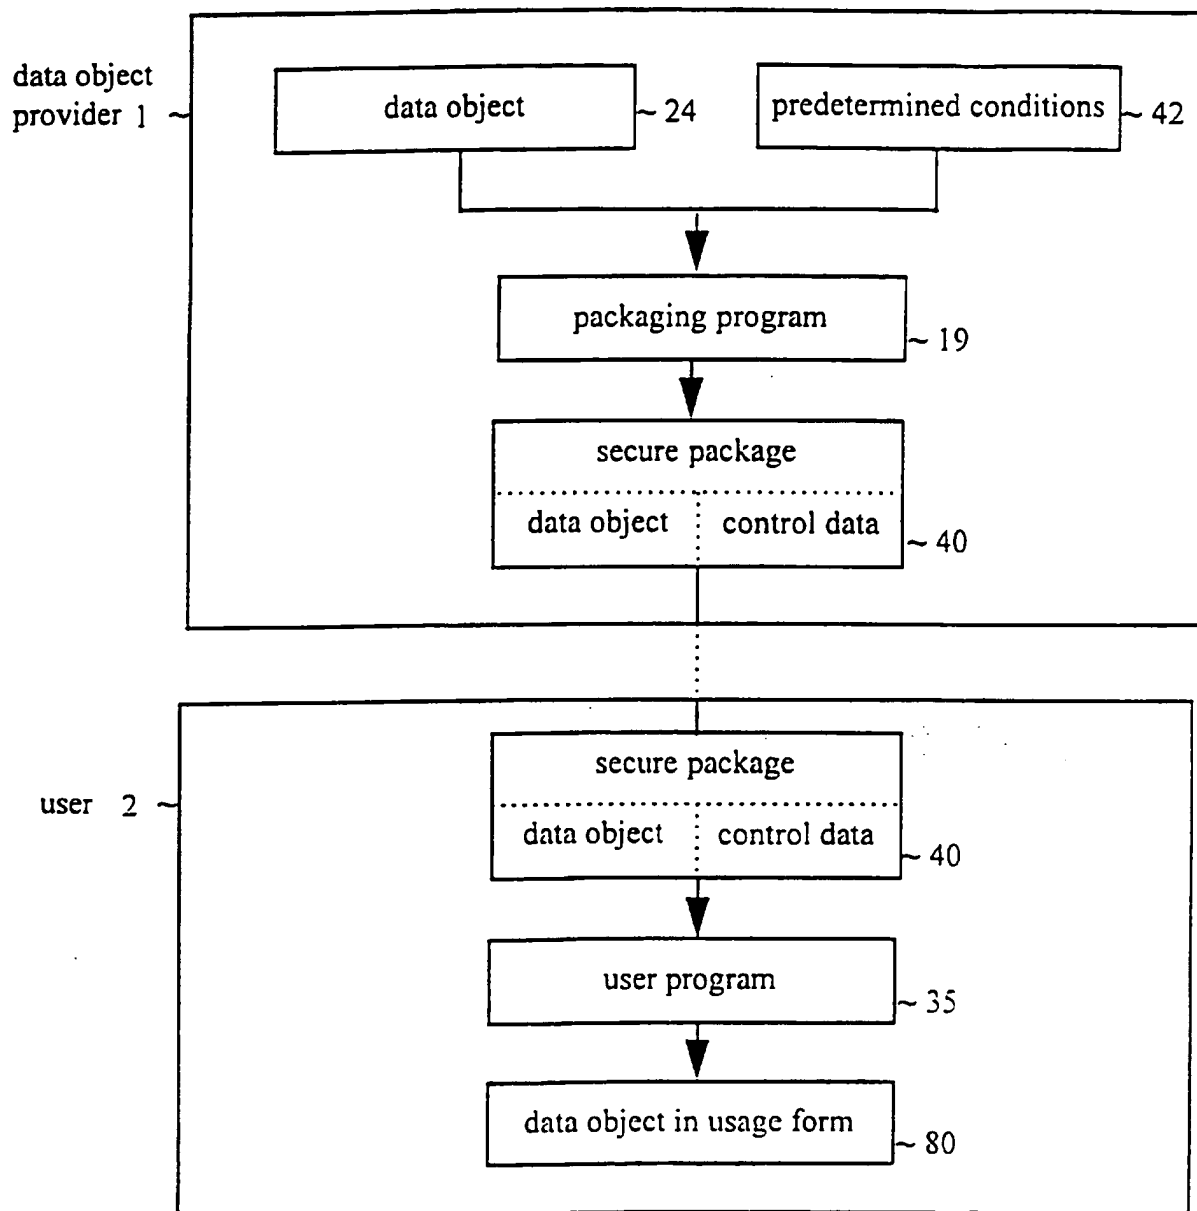 data object
provider 1 ~
data object
~ 24
predetermined conditions
~ 42
packaging program
~ 19
secure package
data object
control data
~ 40
user 2 ~
secure package
data object
control data
~ 40
user program
~ 35
data object in usage form
~ 80